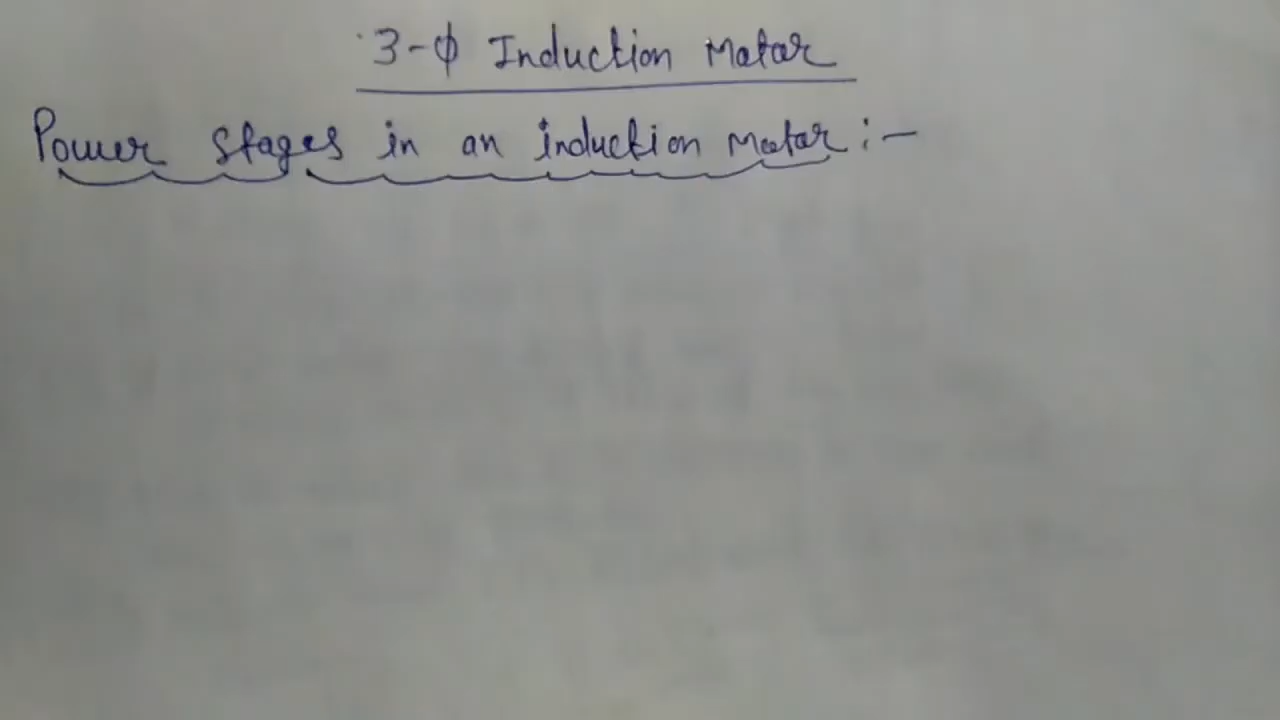 3-ϕ Induction Motor
Power stages in an induction Motor :-